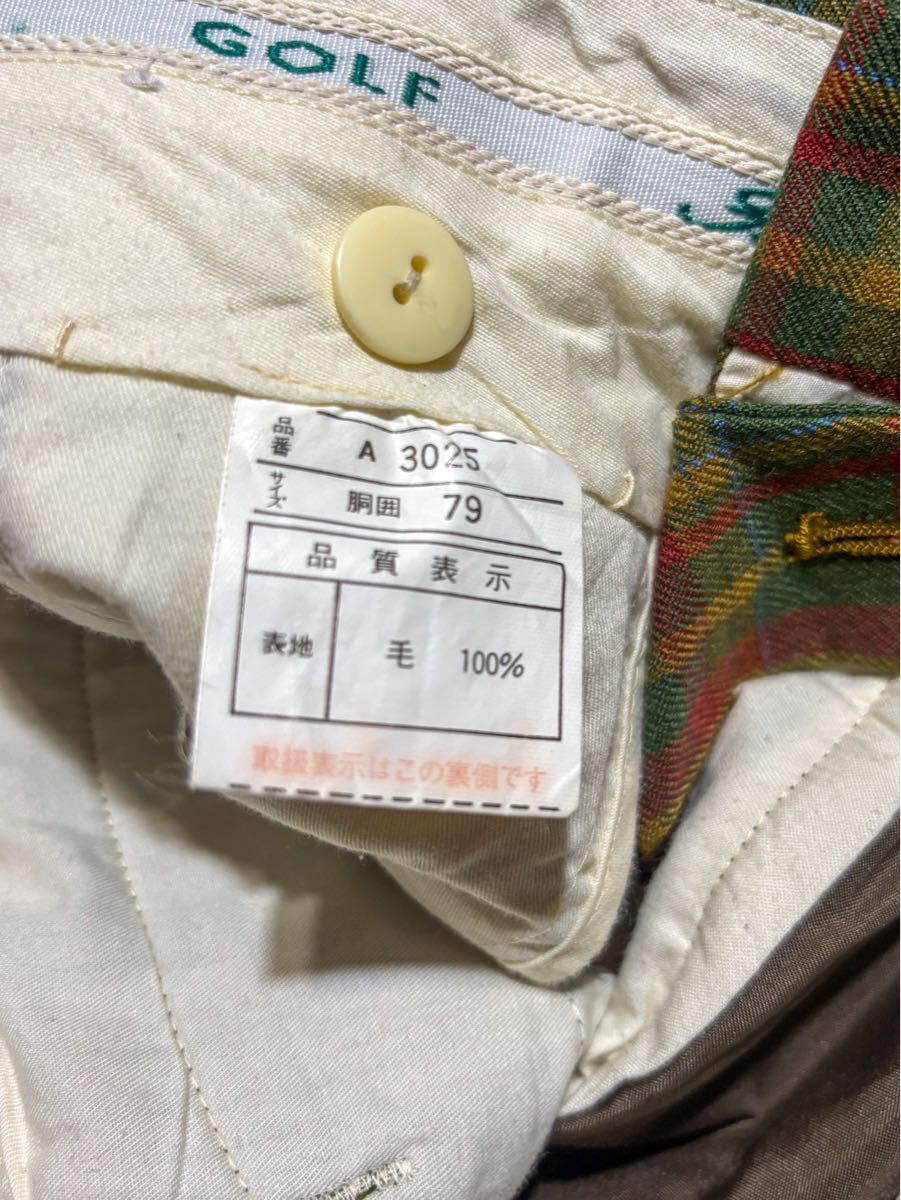 GOLF
品番 A 3025
サイズ 胴囲 79
品質表示
表地 毛 100%
取扱表示はこの裏側です